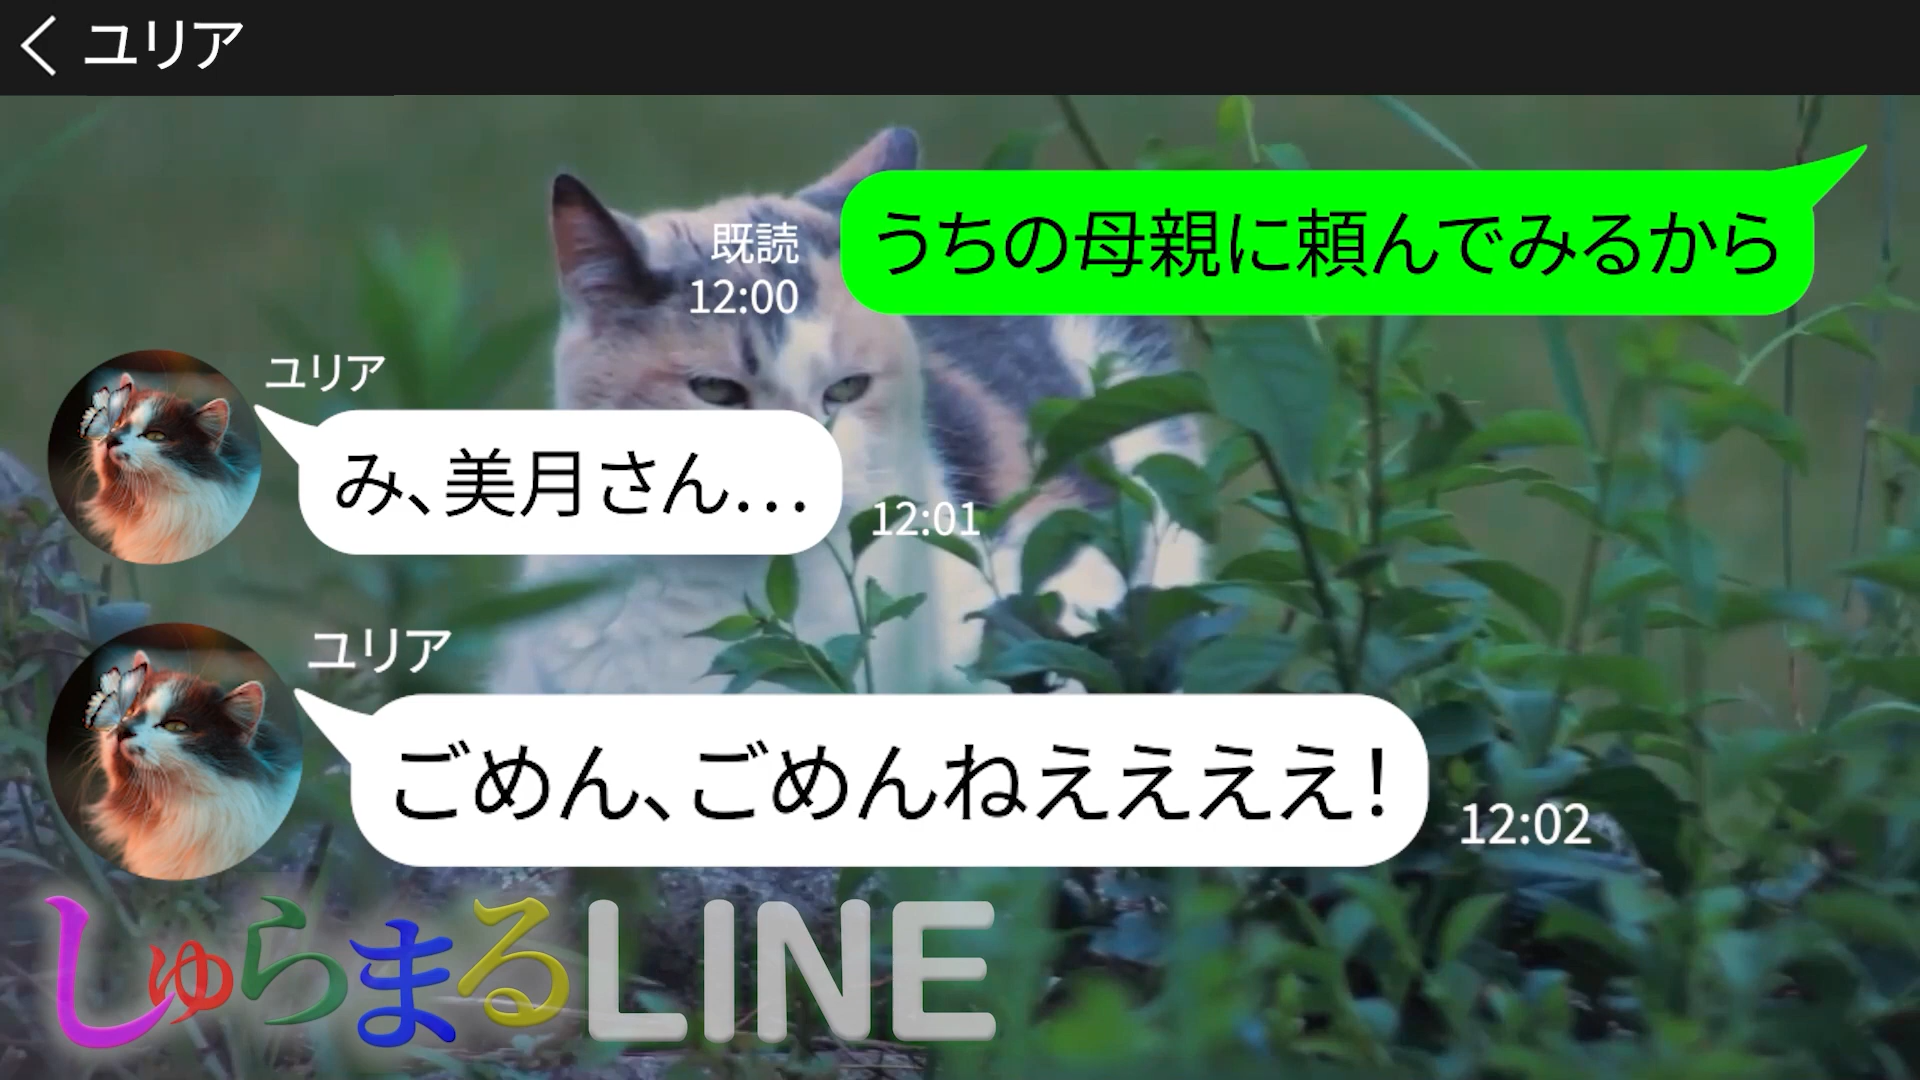 ユリア
うちの母親に頼んでみるから
既読
12:00
ユリア
み、美月さん…
12:01
ユリア
ごめん、ごめんねええええ！
12:02
しゅらまるLINE